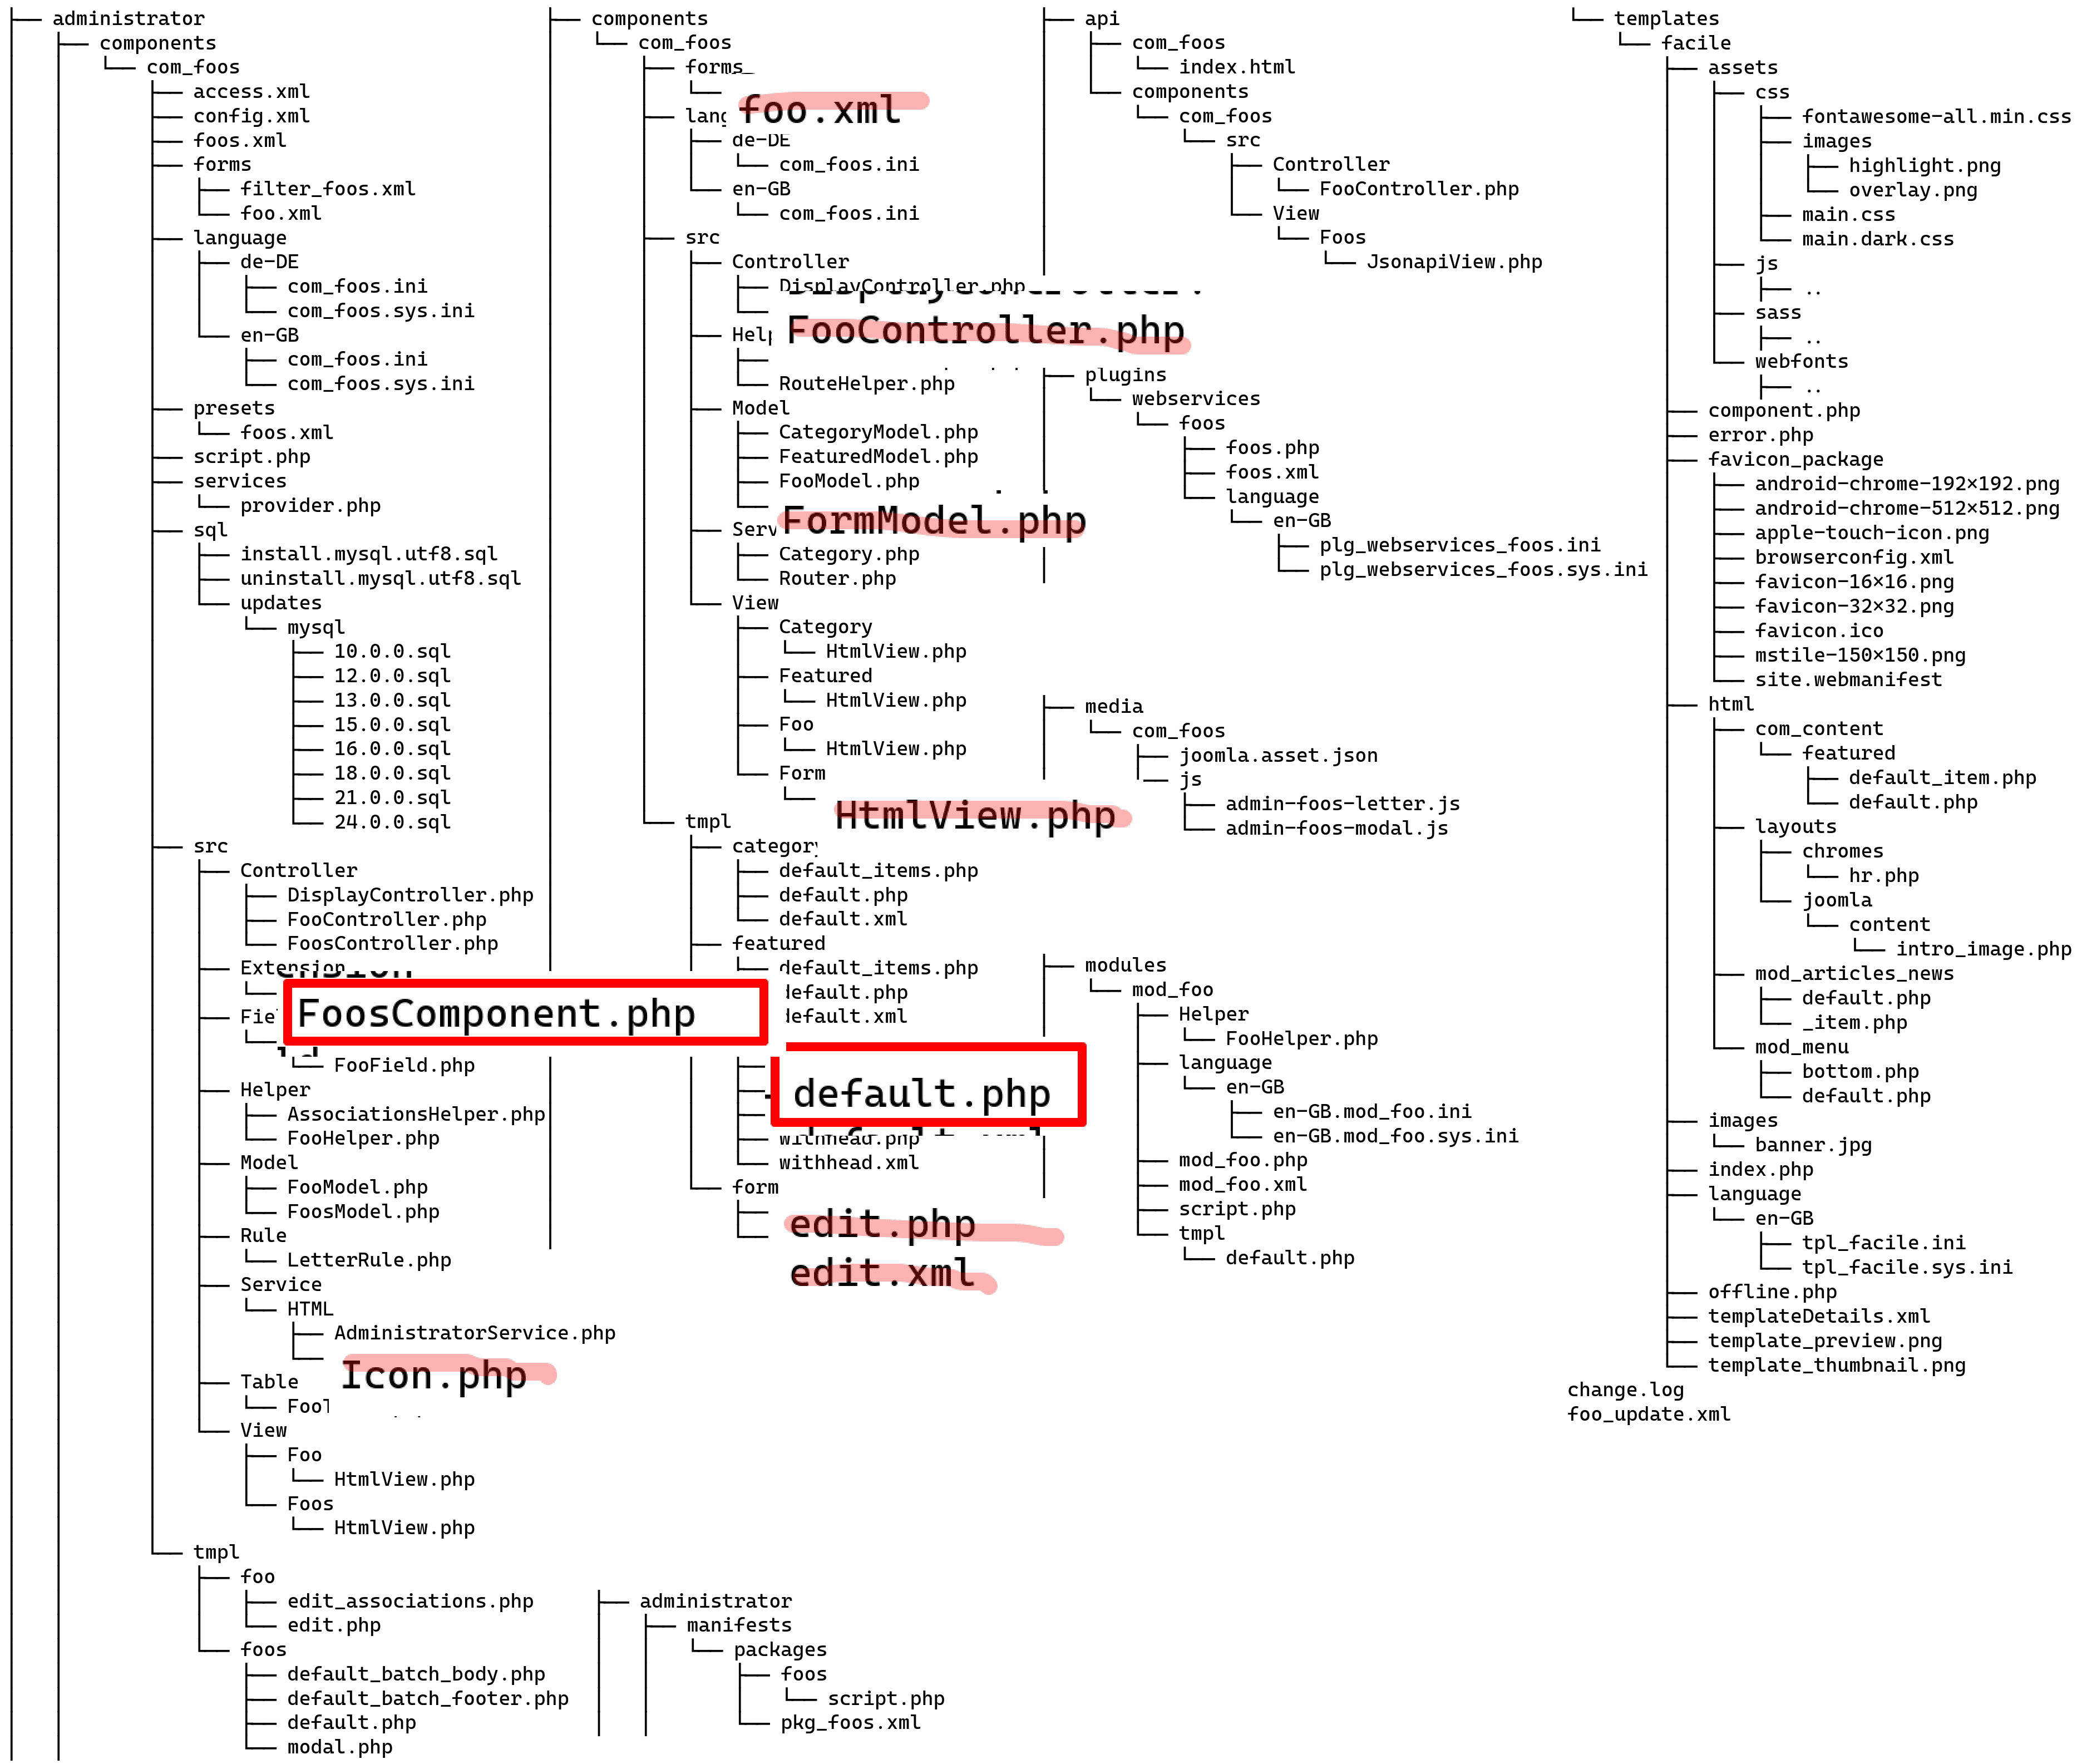 administrator
components
com_foos
access.xml
config.xml
foos.xml
forms
filter_foos.xml
foo.xml
language
de-DE
com_foos.ini
com_foos.sys.ini
en-GB
com_foos.ini
com_foos.sys.ini
presets
foos.xml
script.php
services
provider.php
sql
install.mysql.utf8.sql
uninstall.mysql.utf8.sql
updates
mysql
10.0.0.sql
12.0.0.sql
13.0.0.sql
15.0.0.sql
16.0.0.sql
18.0.0.sql
21.0.0.sql
24.0.0.sql
src
Controller
DisplayController.php
FooController.php
FoosController.php
Extension
FoosComponent.php
FooField.php
Helper
AssociationsHelper.php
FooHelper.php
Model
FooModel.php
FoosModel.php
Rule
LetterRule.php
Service
HTML
AdministratorService.php
Icon.php
Table
View
Foo
HtmlView.php
Foos
HtmlView.php
tmpl
foo
edit_associations.php
edit.php
foos
default_batch_body.php
default_batch_footer.php
default.php
modal.php
components
com_foos
forms
foo.xml
de-DE
com_foos.ini
en-GB
com_foos.ini
src
Controller
DisplayController.php
FooController.php
RouteHelper.php
Model
CategoryModel.php
FeaturedModel.php
FooModel.php
FormModel.php
Category.php
Router.php
View
Category
HtmlView.php
Featured
HtmlView.php
Foo
HtmlView.php
Form
HtmlView.php
tmpl
category
default_items.php
default.php
default.xml
featured
default_items.php
default.php
default.xml
default.php
withhead.php
withhead.xml
form
edit.php
edit.xml
administrator
manifests
packages
foos
script.php
pkg_foos.xml
api
com_foos
index.html
components
com_foos
src
Controller
FooController.php
View
Foos
JsonapiView.php
plugins
webservices
foos
foos.php
foos.xml
language
en-GB
plg_webservices_foos.ini
plg_webservices_foos.sys.ini
media
com_foos
joomla.asset.json
js
admin-foos-letter.js
admin-foos-modal.js
modules
mod_foo
Helper
FooHelper.php
language
en-GB
en-GB.mod_foo.ini
en-GB.mod_foo.sys.ini
mod_foo.php
mod_foo.xml
script.php
tmpl
default.php
templates
facile
assets
css
fontawesome-all.min.css
images
highlight.png
overlay.png
main.css
main.dark.css
js
..
sass
..
webfonts
..
component.php
error.php
favicon_package
android-chrome-192×192.png
android-chrome-512×512.png
apple-touch-icon.png
browserconfig.xml
favicon-16×16.png
favicon-32×32.png
favicon.ico
mstile-150×150.png
site.webmanifest
html
com_content
featured
default_item.php
default.php
layouts
chromes
hr.php
joomla
content
intro_image.php
mod_articles_news
default.php
_item.php
mod_menu
bottom.php
default.php
images
banner.jpg
index.php
language
en-GB
tpl_facile.ini
tpl_facile.sys.ini
offline.php
templateDetails.xml
template_preview.png
template_thumbnail.png
change.log
foo_update.xml